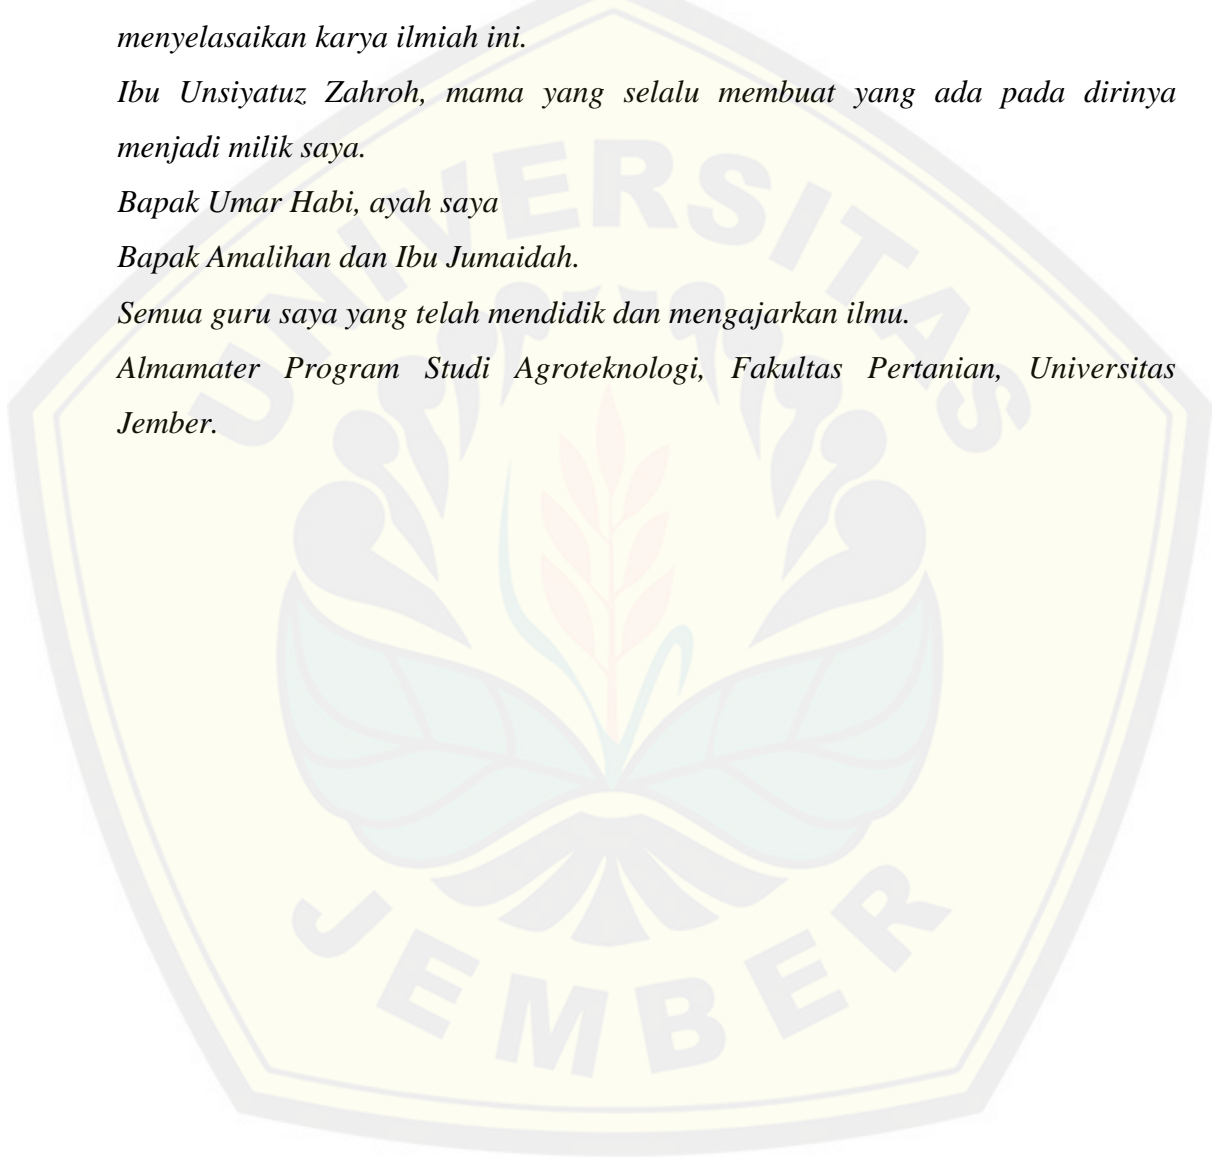 menyelasaikan karya ilmiah ini.
Ibu Unsiyatuz Zahroh, mama yang selalu membuat yang ada pada dirinya
menjadi milik saya.
Bapak Umar Habi, ayah saya
Bapak Amalihan dan Ibu Jumaidah.
Semua guru saya yang telah mendidik dan mengajarkan ilmu.
Almamater Program Studi Agroteknologi, Fakultas Pertanian, Universitas
Jember.
UNIVERSITAS
JEMBER